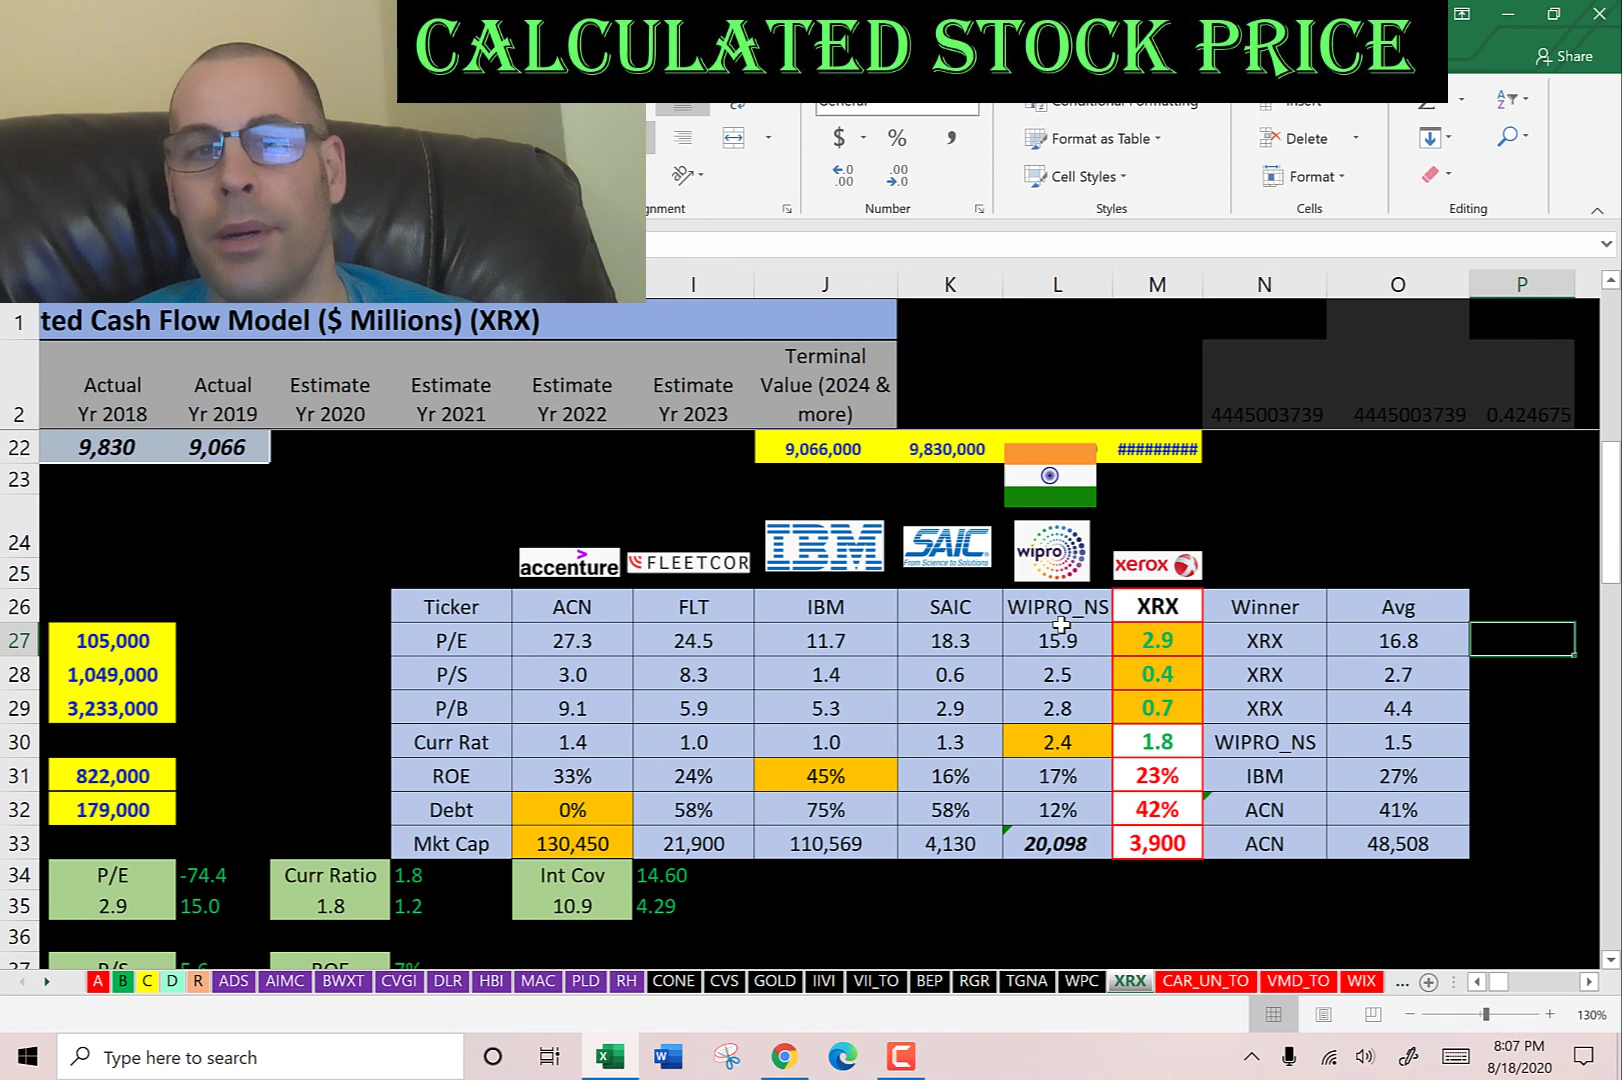 CALCULATED STOCK PRICE
Share
General
Conditional Formatting
Insert
$ % ,
Format as Table
Delete
Cell Styles
Format
Number
Styles
Cells
Editing
I J K L M N O P
1 ted Cash Flow Model ($ Millions) (XRX)
2 Actual Yr 2018 Actual Yr 2019 Estimate Yr 2020 Estimate Yr 2021 Estimate Yr 2022 Estimate Yr 2023 Terminal Value (2024 & more) 4445003739 4445003739 0.424675
22 9,830 9,066 9,066,000 9,830,000 #########
23
24 IBM SAIC From Science to Solutions wipro
25 accenture FLEETCOR xerox
26 Ticker ACN FLT IBM SAIC WIPRO_NS XRX Winner Avg
27 105,000 P/E 27.3 24.5 11.7 18.3 15.9 2.9 XRX 16.8
28 1,049,000 P/S 3.0 8.3 1.4 0.6 2.5 0.4 XRX 2.7
29 3,233,000 P/B 9.1 5.9 5.3 2.9 2.8 0.7 XRX 4.4
30 Curr Rat 1.4 1.0 1.0 1.3 2.4 1.8 WIPRO_NS 1.5
31 822,000 ROE 33% 24% 45% 16% 17% 23% IBM 27%
32 179,000 Debt 0% 58% 75% 58% 12% 42% ACN 41%
33 Mkt Cap 130,450 21,900 110,569 4,130 20,098 3,900 ACN 48,508
34 P/E -74.4 Curr Ratio 1.8 Int Cov 14.60
35 2.9 15.0 1.8 1.2 10.9 4.29
36
37 P/S 5.6 ROE 7%
A B C D R ADS AIMC BWXT CVGI DLR HBI MAC PLD RH CONE CVS GOLD IIVI VII_TO BEP RGR TGNA WPC XRX CAR_UN_TO VMD_TO WIX ...
130%
Type here to search
8:07 PM
8/18/2020